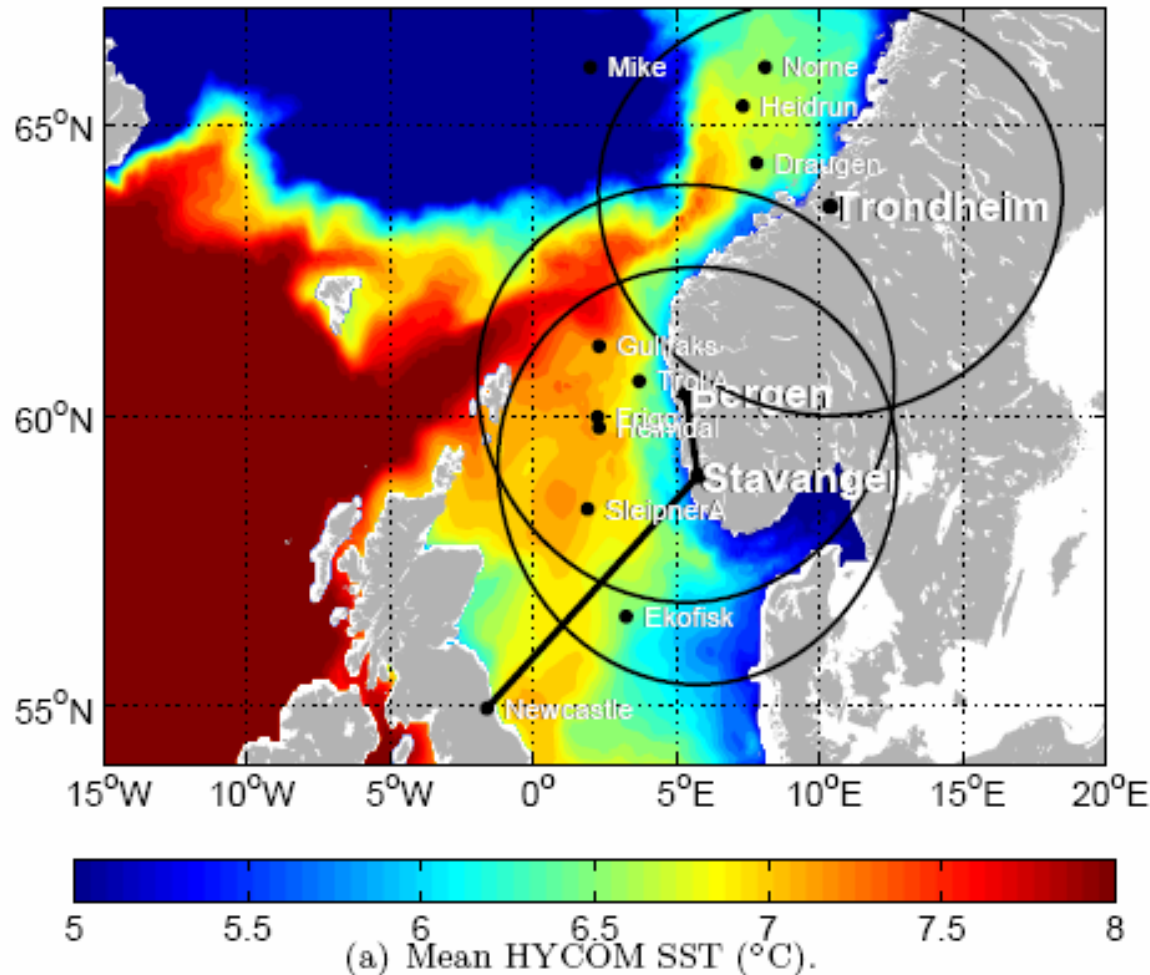 Mike
Norne
65°N
Heidrun
Draugen
Trondheim
Gullfaks
TrollA
Bergen
60°N
Frigg
Heimdal
Stavanger
SleipnerA
Ekofisk
55°N
Newcastle
15°W 10°W 5°W 0° 5°E 10°E 15°E 20°E
5 5.5 6 6.5 7 7.5 8
(a) Mean HYCOM SST (°C).